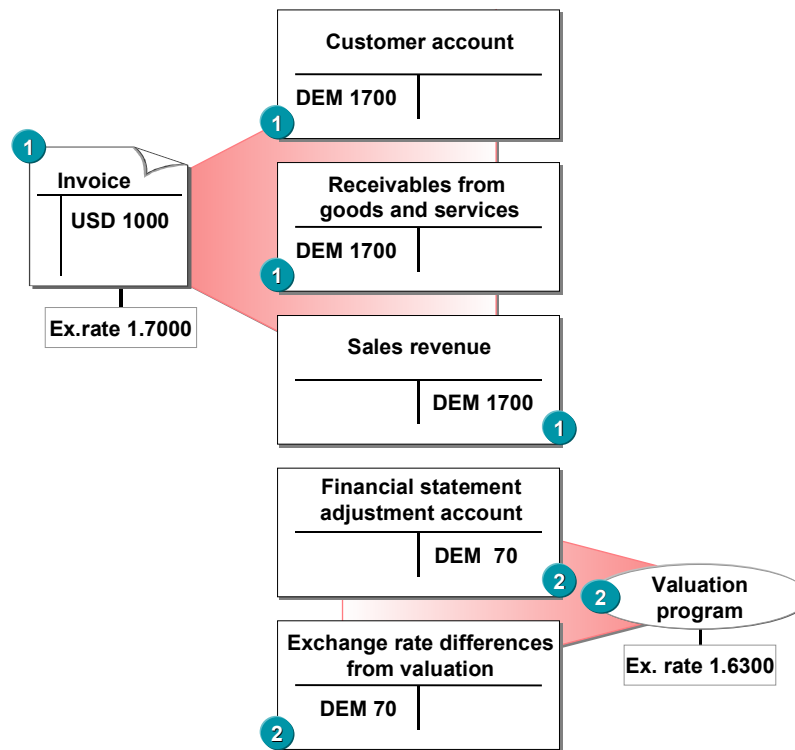 Customer account
DEM 1700
1
1
Invoice
USD 1000
Ex.rate 1.7000
Receivables from
goods and services
DEM 1700
1
Sales revenue
DEM 1700
1
Financial statement
adjustment account
DEM 70
2
2
Valuation
program
Ex. rate 1.6300
Exchange rate differences
from valuation
DEM 70
2